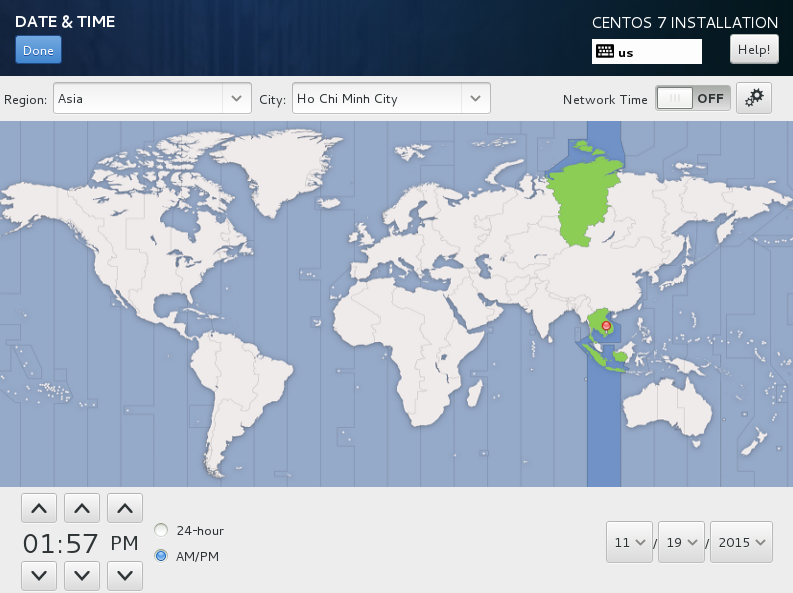 DATE & TIME
CENTOS 7 INSTALLATION
Done
us
Help!
Region: Asia City: Ho Chi Minh City Network Time OFF
01:57 PM
24-hour
AM/PM
11 / 19 / 2015